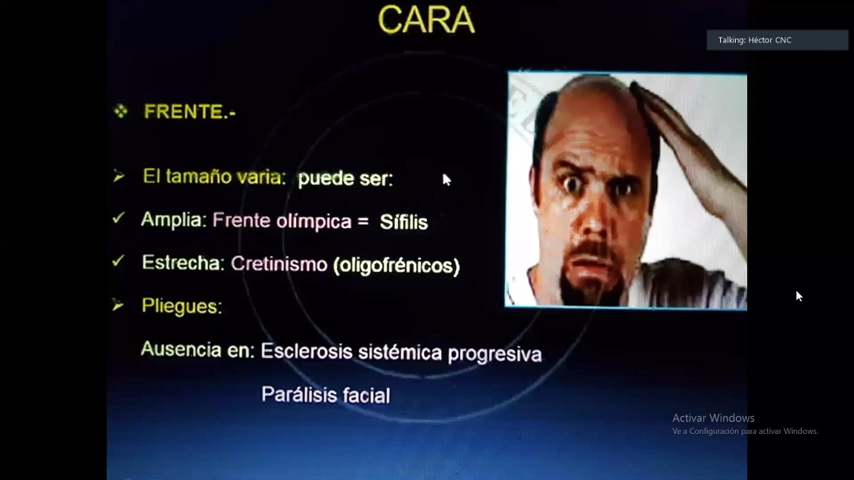 CARA
Talking: Héctor CNC
FRENTE.-
El tamaño varia: puede ser:
Amplia: Frente olímpica = Sífilis
Estrecha: Cretinismo (oligofrénicos)
Pliegues:
Ausencia en: Esclerosis sistémica progresiva
Parálisis facial
Activar Windows
Ve a Configuración para activar Windows.